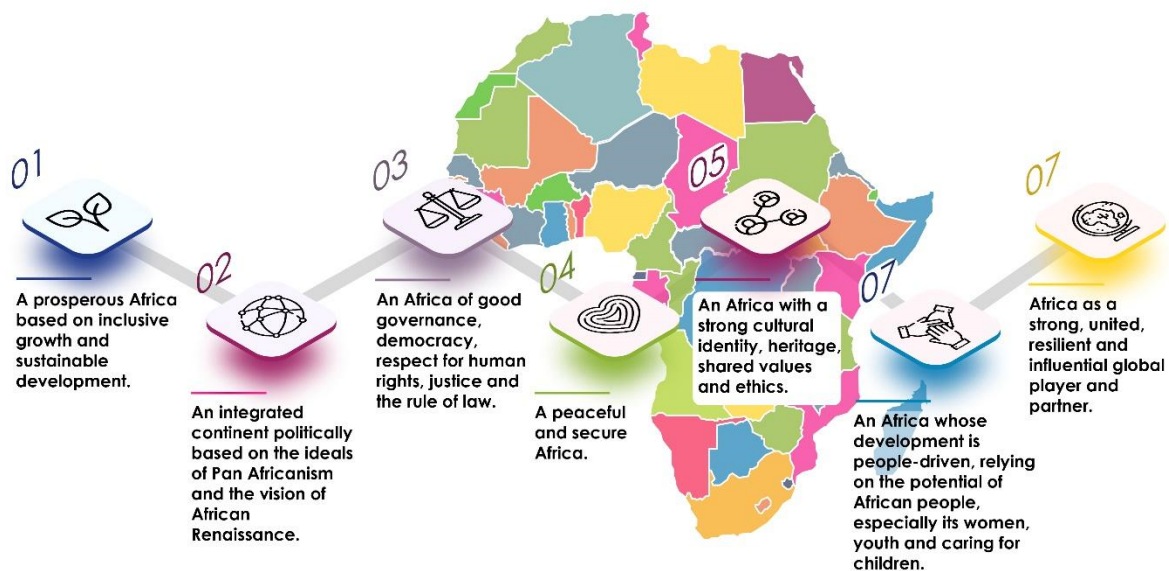 01
A prosperous Africa
based on inclusive
growth and
sustainable
development.
02
An integrated
continent politically
based on the ideals
of Pan Africanism
and the vision of
African
Renaissance.
03
An Africa of good
governance,
democracy,
respect for human
rights, justice and
the rule of law.
04
A peaceful
and secure
Africa.
05
An Africa with a
strong cultural
identity, heritage,
shared values
and ethics.
07
An Africa whose
development is
people-driven, relying
on the potential of
African people,
especially its women,
youth and caring for
children.
07
Africa as a
strong, united,
resilient and
influential global
player and
partner.